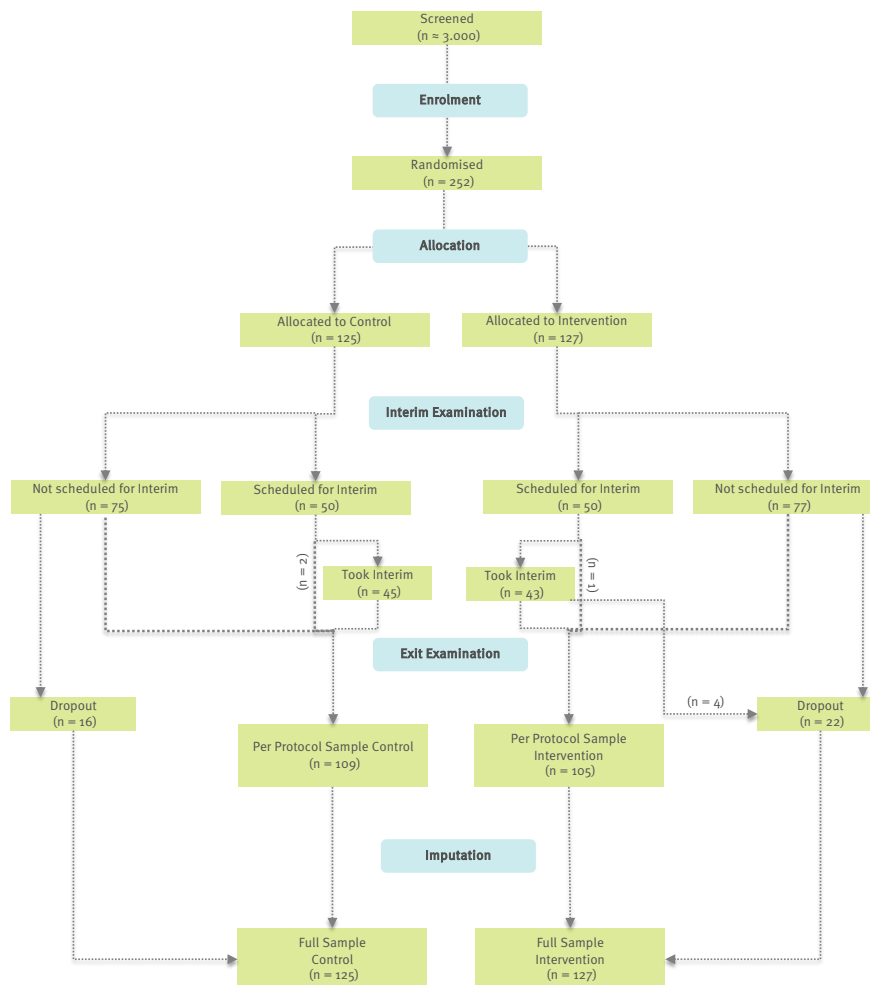 Screened
(n ≈ 3.000)
Enrolment
Randomised
(n = 252)
Allocation
Allocated to Control
(n = 125)
Allocated to Intervention
(n = 127)
Interim Examination
Not scheduled for Interim
(n = 75)
Scheduled for Interim
(n = 50)
Scheduled for Interim
(n = 50)
Not scheduled for Interim
(n = 77)
(n = 2)
Took Interim
(n = 45)
Took Interim
(n = 43)
(n = 1)
Exit Examination
Dropout
(n = 16)
(n = 4)
Dropout
(n = 22)
Per Protocol Sample Control
(n = 109)
Per Protocol Sample
Intervention
(n = 105)
Imputation
Full Sample
Control
(n = 125)
Full Sample
Intervention
(n = 127)